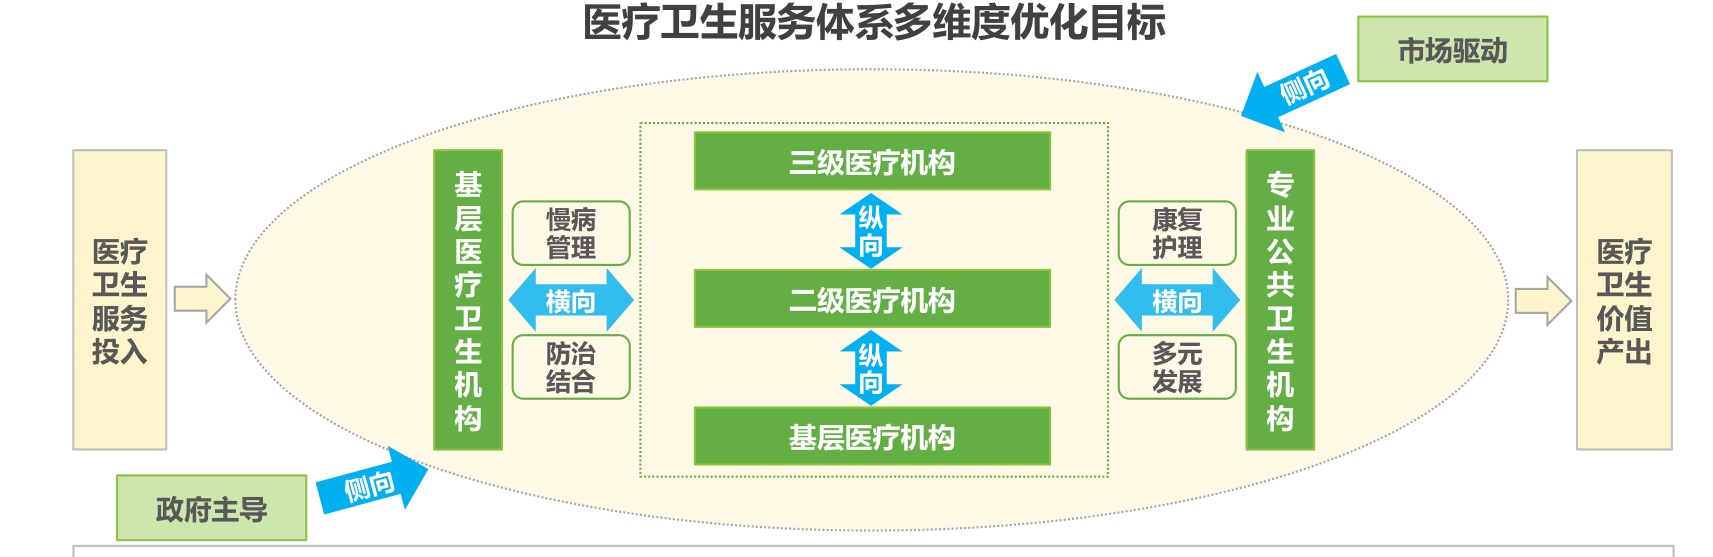 医疗卫生服务体系多维度优化目标
市场驱动
侧向
医疗
卫生
服务
投入
基层医疗卫生机构
慢病
管理
横向
防治
结合
三级医疗机构
纵向
二级医疗机构
纵向
基层医疗机构
康复
护理
横向
多元
发展
专业公共卫生机构
医疗
卫生
价值
产出
侧向
政府主导